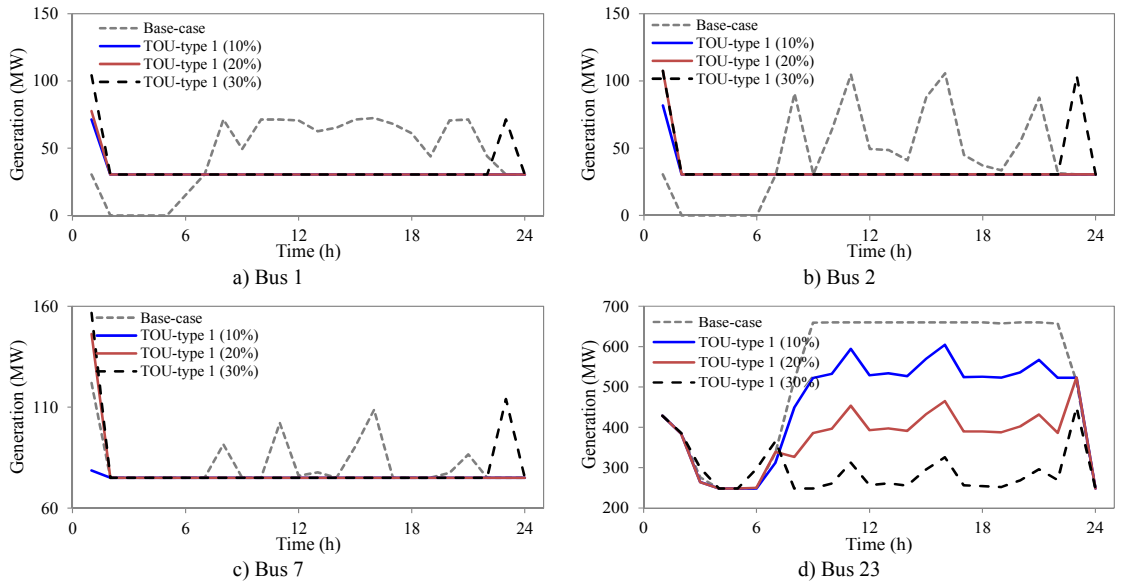 150
100
50
0
Generation (MW)
Base-case
TOU-type 1 (10%)
TOU-type 1 (20%)
TOU-type 1 (30%)
0
6
12
18
24
Time (h)
a) Bus 1
150
100
50
0
Generation (MW)
Base-case
TOU-type 1 (10%)
TOU-type 1 (20%)
TOU-type 1 (30%)
0
6
12
18
24
Time (h)
b) Bus 2
160
110
60
Generation (MW)
Base-case
TOU-type 1 (10%)
TOU-type 1 (20%)
TOU-type 1 (30%)
0
6
12
18
24
Time (h)
c) Bus 7
700
600
500
400
300
200
Generation (MW)
Base-case
TOU-type 1 (10%)
TOU-type 1 (20%)
TOU-type 1 (30%)
0
6
12
18
24
Time (h)
d) Bus 23